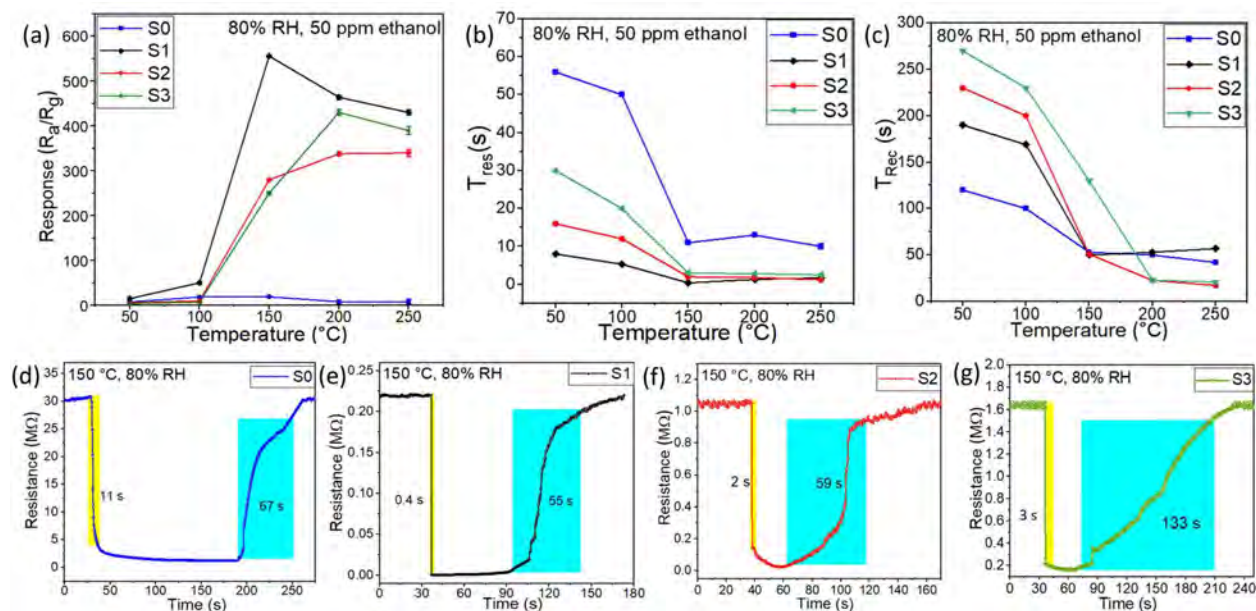 (a)
80% RH, 50 ppm ethanol
S0
S1
S2
S3
600
500
400
300
200
100
0
Response (Rₐ/R_g)
50 100 150 200 250
Temperature (°C)
(b)
80% RH, 50 ppm ethanol
S0
S1
S2
S3
60
50
40
30
20
10
0
T_res(s)
50 100 150 200 250
Temperature (°C)
(c)
80% RH, 50 ppm ethanol
S0
S1
S2
S3
300
250
200
150
100
50
0
T_Rec (s)
50 100 150 200 250
Temperature (°C)
(d)
150 °C, 80% RH
S0
35
30
25
20
15
10
5
0
Resistance (MΩ)
11 s
67 s
0 50 100 150 200 250
Time (s)
(e)
150 °C, 80% RH
S1
0.25
0.20
0.15
0.10
0.05
0.00
Resistance (MΩ)
0.4 s
55 s
0 30 60 90 120 150 180
Time (s)
(f)
150 °C, 80% RH
S2
1.2
1.0
0.8
0.6
0.4
0.2
0.0
Resistance (MΩ)
2 s
59 s
0 20 40 60 80 100 120 140 160
Time (s)
(g)
150 °C, 80% RH
S3
2.0
1.8
1.6
1.4
1.2
1.0
0.8
0.6
0.4
0.2
Resistance (MΩ)
3 s
133 s
0 30 60 90 120 150 180 210 240
Time (s)